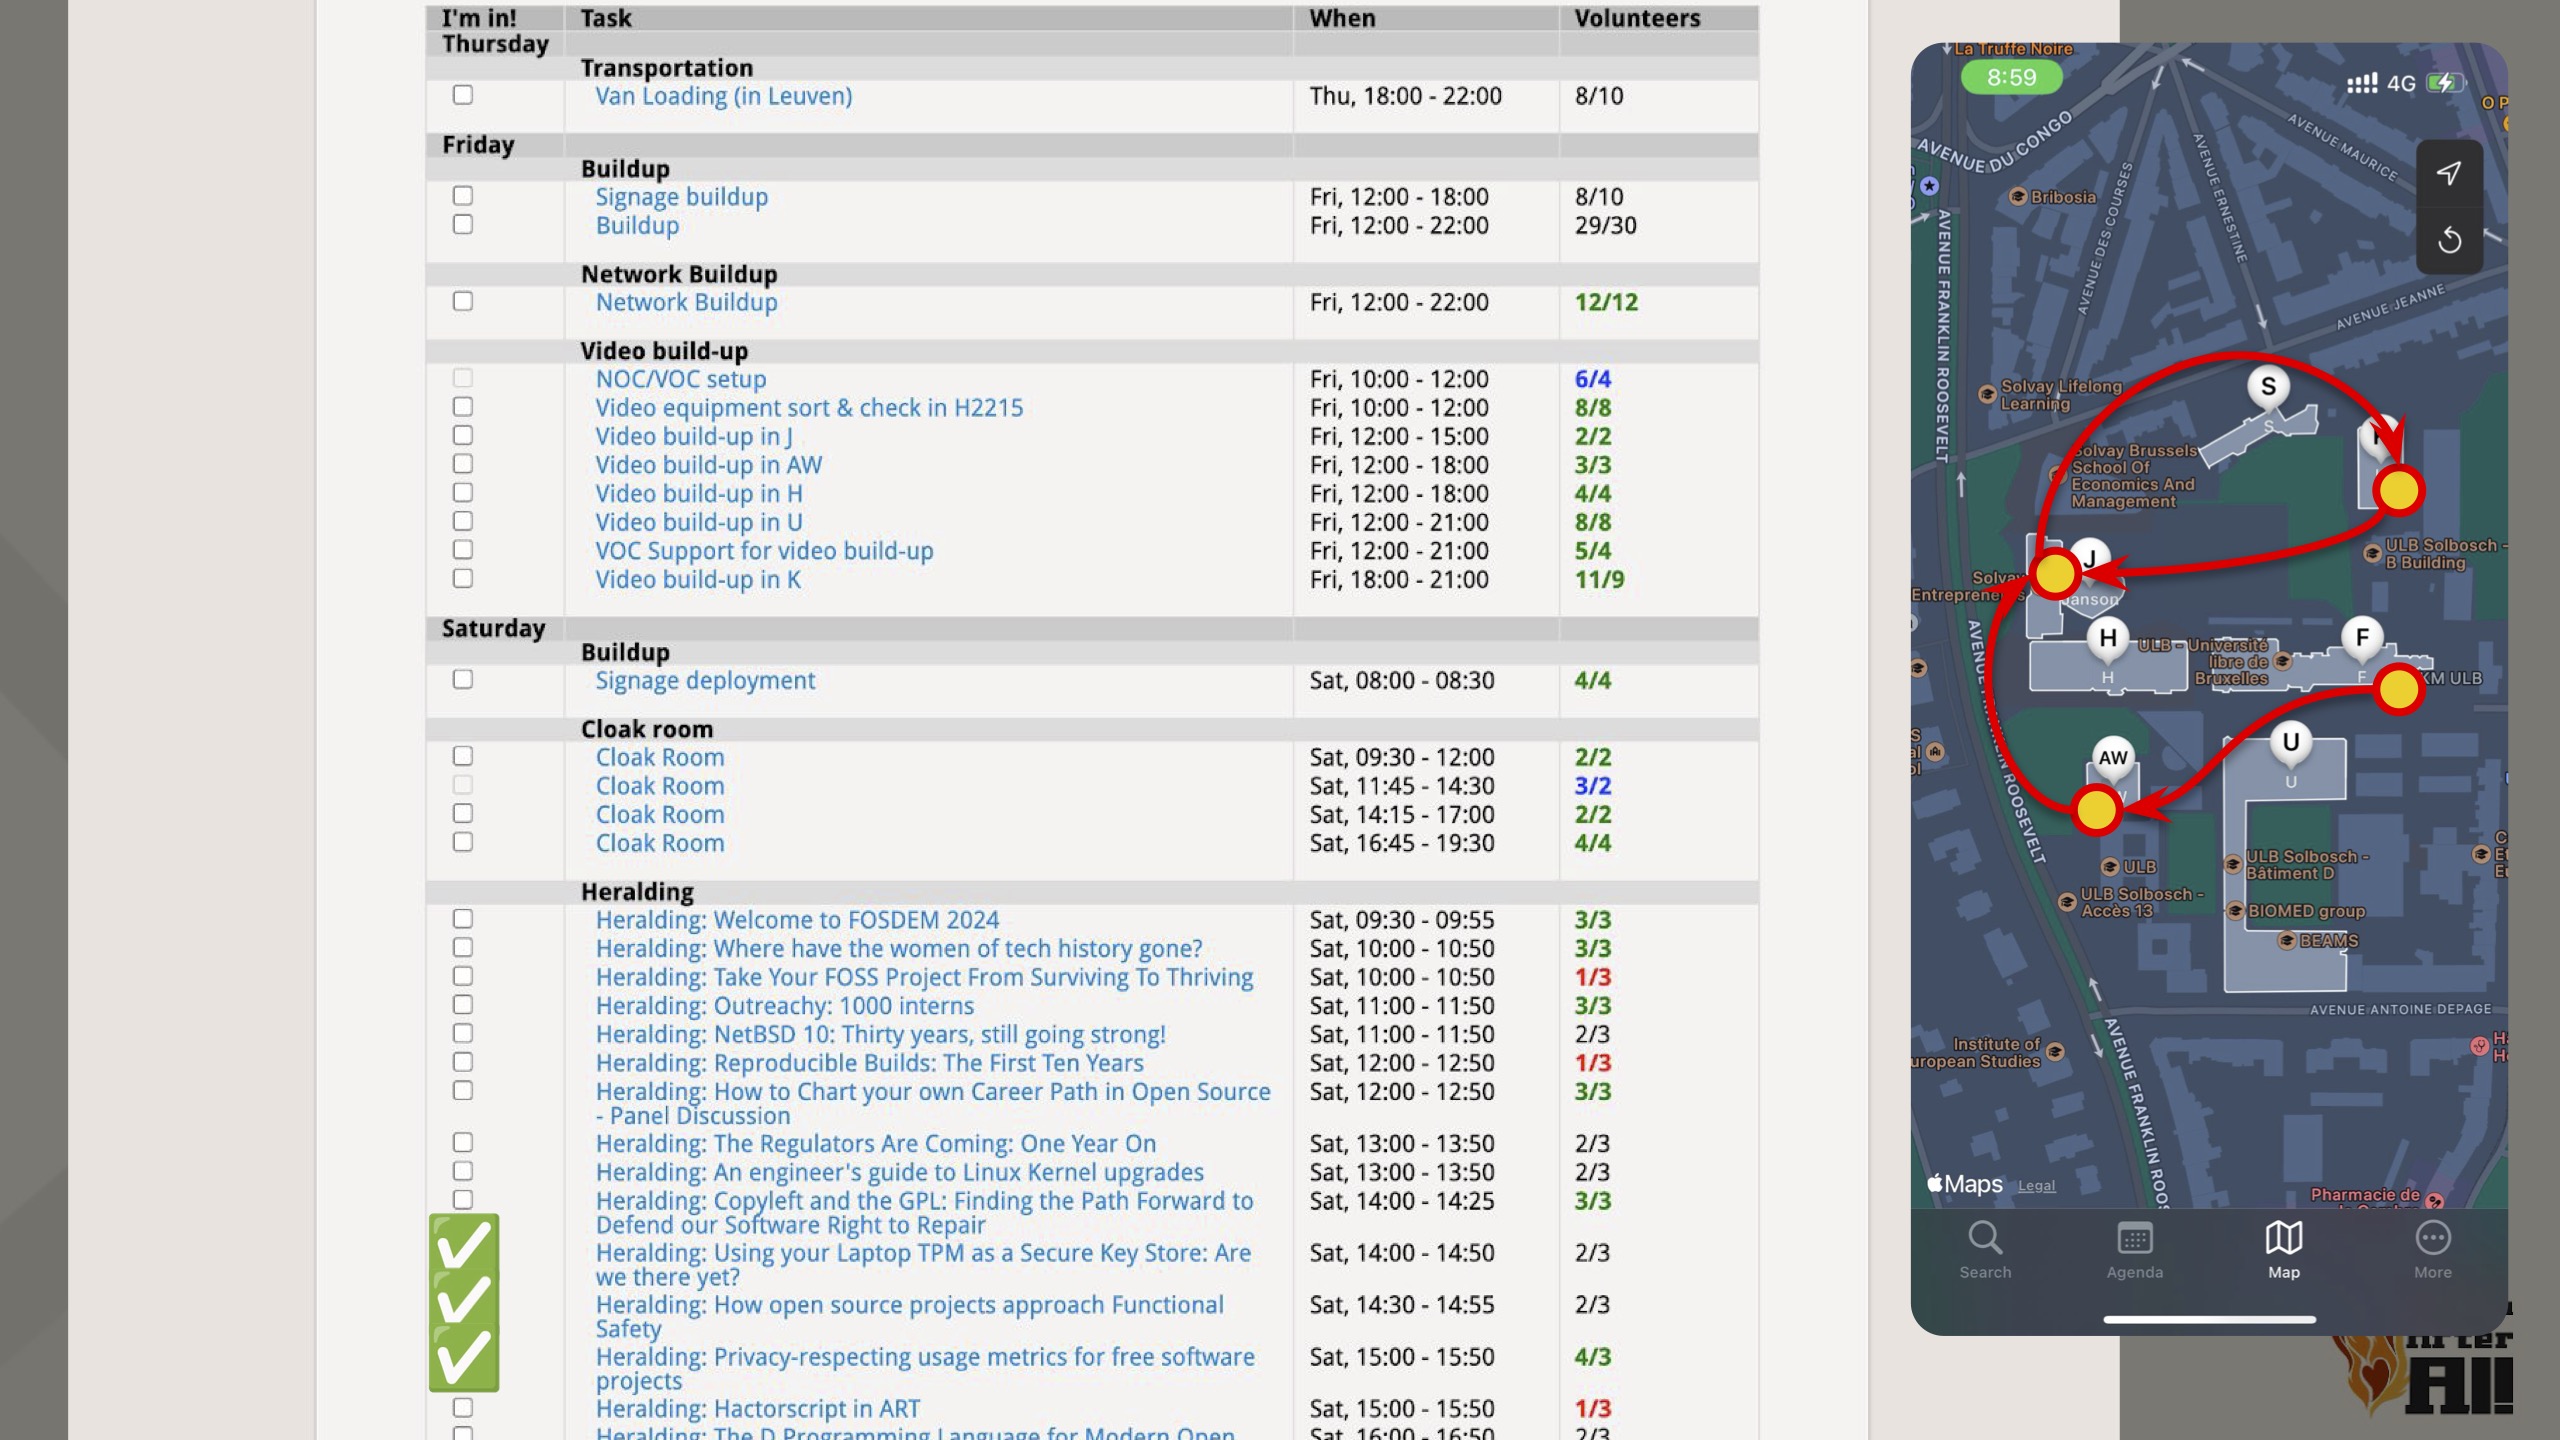 I'm in! Task When Volunteers
Thursday
Transportation
Van Loading (in Leuven) Thu, 18:00 - 22:00 8/10
Friday
Buildup
Signage buildup Fri, 12:00 - 18:00 8/10
Buildup Fri, 12:00 - 22:00 29/30
Network Buildup
Network Buildup Fri, 12:00 - 22:00 12/12
Video build-up
NOC/VOC setup Fri, 10:00 - 12:00 6/4
Video equipment sort & check in H2215 Fri, 10:00 - 12:00 8/8
Video build-up in J Fri, 12:00 - 15:00 2/2
Video build-up in AW Fri, 12:00 - 18:00 3/3
Video build-up in H Fri, 12:00 - 18:00 4/4
Video build-up in U Fri, 12:00 - 21:00 8/8
VOC Support for video build-up Fri, 12:00 - 21:00 5/4
Video build-up in K Fri, 18:00 - 21:00 11/9
Saturday
Buildup
Signage deployment Sat, 08:00 - 08:30 4/4
Cloak room
Cloak Room Sat, 09:30 - 12:00 2/2
Cloak Room Sat, 11:45 - 14:30 3/2
Cloak Room Sat, 14:15 - 17:00 2/2
Cloak Room Sat, 16:45 - 19:30 4/4
Heralding
Heralding: Welcome to FOSDEM 2024 Sat, 09:30 - 09:55 3/3
Heralding: Where have the women of tech history gone? Sat, 10:00 - 10:50 3/3
Heralding: Take Your FOSS Project From Surviving To Thriving Sat, 10:00 - 10:50 1/3
Heralding: Outreachy: 1000 interns Sat, 11:00 - 11:50 3/3
Heralding: NetBSD 10: Thirty years, still going strong! Sat, 11:00 - 11:50 2/3
Heralding: Reproducible Builds: The First Ten Years Sat, 12:00 - 12:50 1/3
Heralding: How to Chart your own Career Path in Open Source Sat, 12:00 - 12:50 3/3
- Panel Discussion
Heralding: The Regulators Are Coming: One Year On Sat, 13:00 - 13:50 2/3
Heralding: An engineer's guide to Linux Kernel upgrades Sat, 13:00 - 13:50 2/3
Heralding: Copyleft and the GPL: Finding the Path Forward to Sat, 14:00 - 14:25 3/3
Defend our Software Right to Repair
Heralding: Using your Laptop TPM as a Secure Key Store: Are Sat, 14:00 - 14:50 2/3
we there yet?
Heralding: How open source projects approach Functional Sat, 14:30 - 14:55 2/3
Safety
Heralding: Privacy-respecting usage metrics for free software Sat, 15:00 - 15:50 4/3
projects
Heralding: Hactorscript in ART Sat, 15:00 - 15:50 1/3
Heralding: The D Programming Language for Modern Open Sat, 16:00 - 16:50 2/3
La Truffe Noire
8:59
4G
O P
AVENUE DU CONGO
AVENUE MAURICE
Bribosia
AVENUE DES COURSES
AVENUE ERNESTINE
AVENUE FRANKLIN ROOSEVELT
AVENUE JEANNE
S
Solvay Lifelong
Learning
S
Solvay Brussels
School Of
Economics And
Management
ULB Solbosch -
B Building
J
Solvay
Janson
H
F
ULB - Université
libre de
Bruxelles
H
F
KM ULB
AVENUE FRANKLIN ROOSEVELT
U
AW
U
ULB
ULB Solbosch -
Bâtiment D
ULB Solbosch -
Accès 13
BIOMED group
BEAMS
AVENUE ANTOINE DEPAGE
Institute of
uropean Studies
AVENUE FRANKLIN ROOS
Maps Legal
Pharmacie de
Search
Agenda
Map
More
After
All!